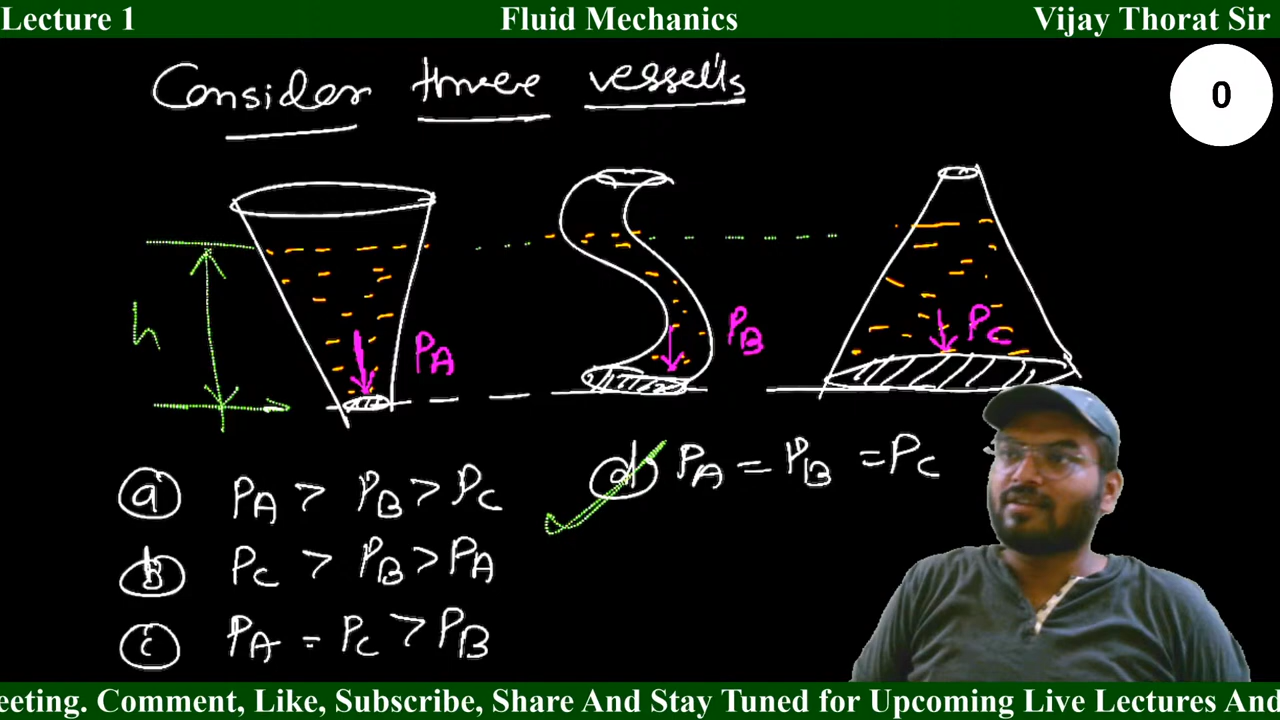 Lecture 1 Fluid Mechanics Vijay Thorat Sir
0
Consider three vessel's
h
PA
PB
PC
a PA > PB > PC
d PA = PB = PC
b PC > PB > PA
c PA = PC > PB
eeting. Comment, Like, Subscribe, Share And Stay Tuned for Upcoming Live Lectures And